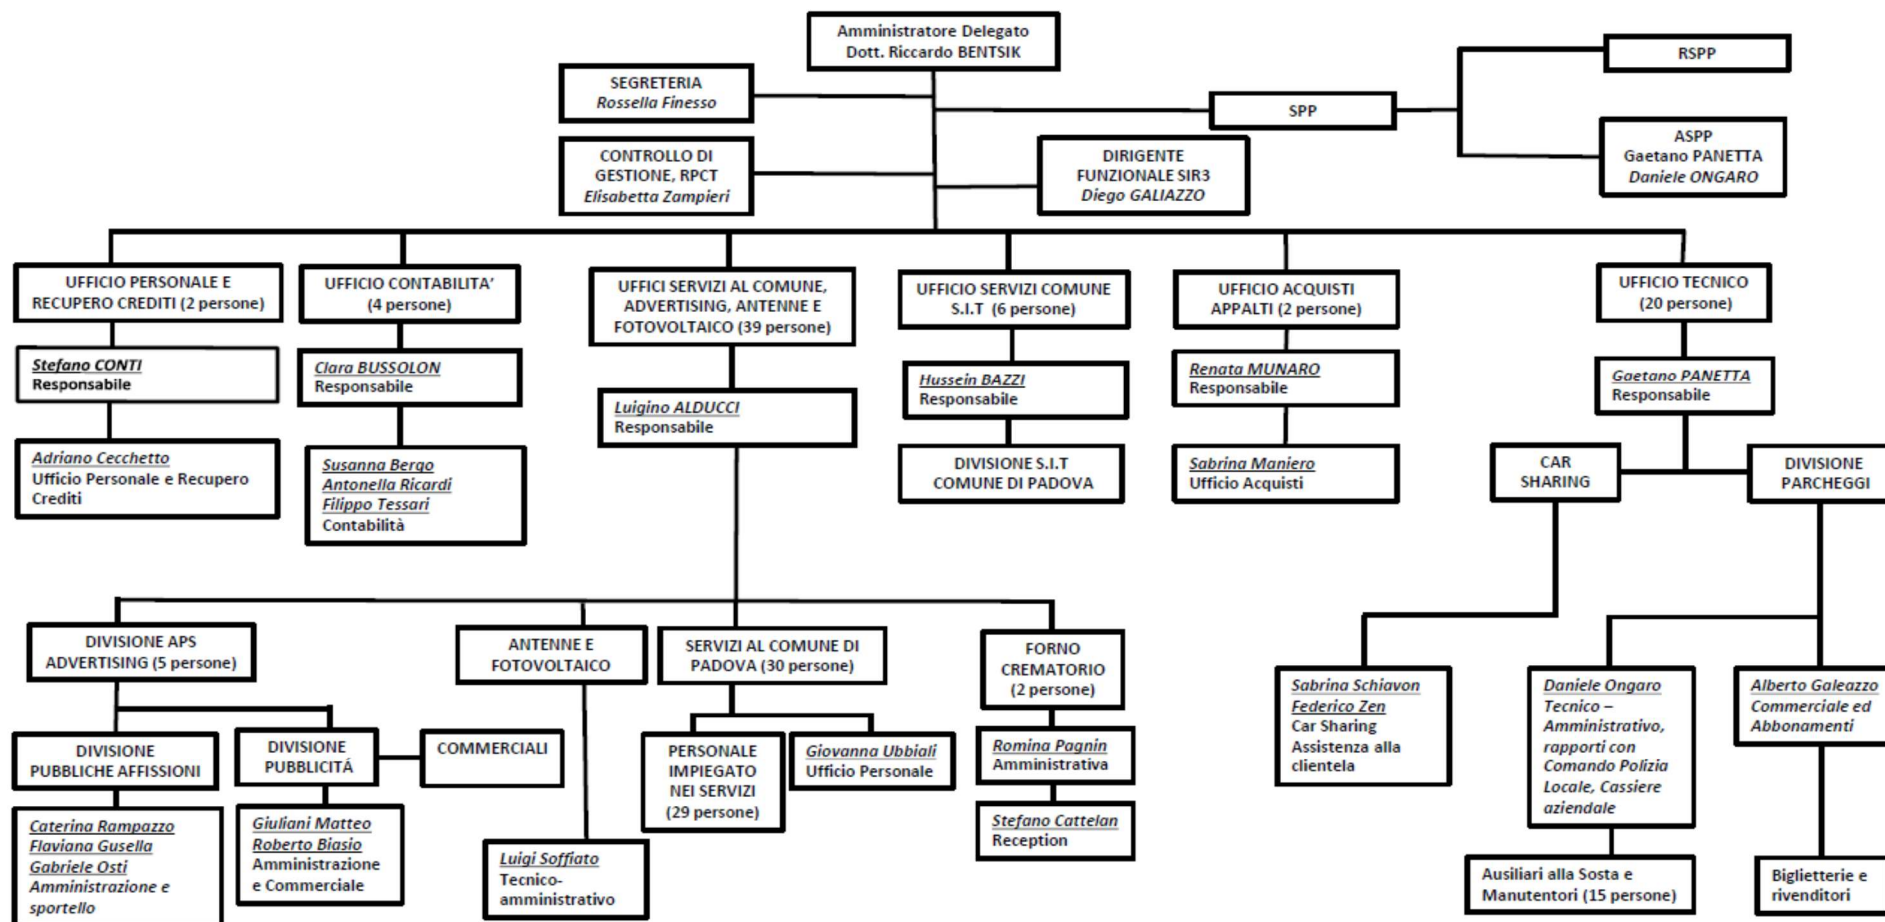 Amministratore Delegato
Dott. Riccardo BENTSIK
SEGRETERIA
Rossella Finesso
SPP
RSPP
ASPP
Gaetano PANETTA
Daniele ONGARO
CONTROLLO DI
GESTIONE, RPCT
Elisabetta Zampieri
DIRIGENTE
FUNZIONALE SIR3
Diego GALIAZZO
UFFICIO PERSONALE E
RECUPERO CREDITI (2 persone)
Stefano CONTI
Responsabile
Adriano Cecchetto
Ufficio Personale e Recupero
Crediti
UFFICIO CONTABILITA’
(4 persone)
Clara BUSSOLON
Responsabile
Susanna Bergo
Antonella Ricardi
Filippo Tessari
Contabilità
UFFICI SERVIZI AL COMUNE,
ADVERTISING, ANTENNE E
FOTOVOLTAICO (39 persone)
Luigino ALDUCCI
Responsabile
UFFICIO SERVIZI COMUNE
S.I.T (6 persone)
Hussein BAZZI
Responsabile
DIVISIONE S.I.T
COMUNE DI PADOVA
UFFICIO ACQUISTI
APPALTI (2 persone)
Renata MUNARO
Responsabile
Sabrina Maniero
Ufficio Acquisti
UFFICIO TECNICO
(20 persone)
Gaetano PANETTA
Responsabile
CAR
SHARING
DIVISIONE
PARCHEGGI
DIVISIONE APS
ADVERTISING (5 persone)
DIVISIONE
PUBBLICHE AFFISSIONI
Caterina Rampazzo
Flaviana Gusella
Gabriele Osti
Amministrazione e
sportello
DIVISIONE
PUBBLICITÁ
COMMERCIALI
Giuliani Matteo
Roberto Biasio
Amministrazione
e Commerciale
ANTENNE E
FOTOVOLTAICO
Luigi Soffiato
Tecnico-
amministrativo
SERVIZI AL COMUNE DI
PADOVA (30 persone)
PERSONALE
IMPIEGATO
NEI SERVIZI
(29 persone)
Giovanna Ubbiali
Ufficio Personale
FORNO
CREMATORIO
(2 persone)
Romina Pagnin
Amministrativa
Stefano Cattelan
Reception
Sabrina Schiavon
Federico Zen
Car Sharing
Assistenza alla
clientela
Daniele Ongaro
Tecnico –
Amministrativo,
rapporti con
Comando Polizia
Locale, Cassiere
aziendale
Ausiliari alla Sosta e
Manutentori (15 persone)
Alberto Galeazzo
Commerciale ed
Abbonamenti
Biglietterie e
rivenditori